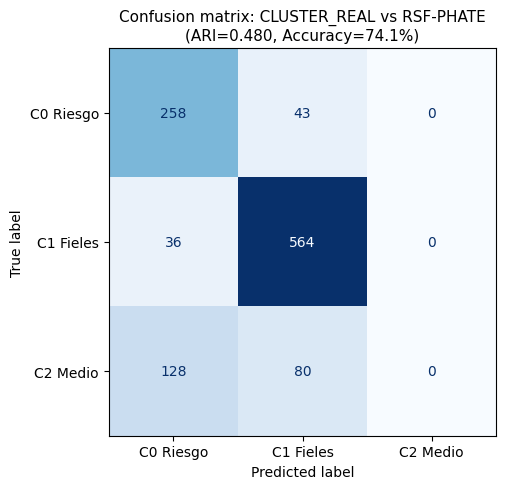 Confusion matrix: CLUSTER_REAL vs RSF-PHATE
(ARI=0.480, Accuracy=74.1%)
True label
C0 Riesgo
258
43
0
C1 Fieles
36
564
0
C2 Medio
128
80
0
C0 Riesgo
C1 Fieles
C2 Medio
Predicted label